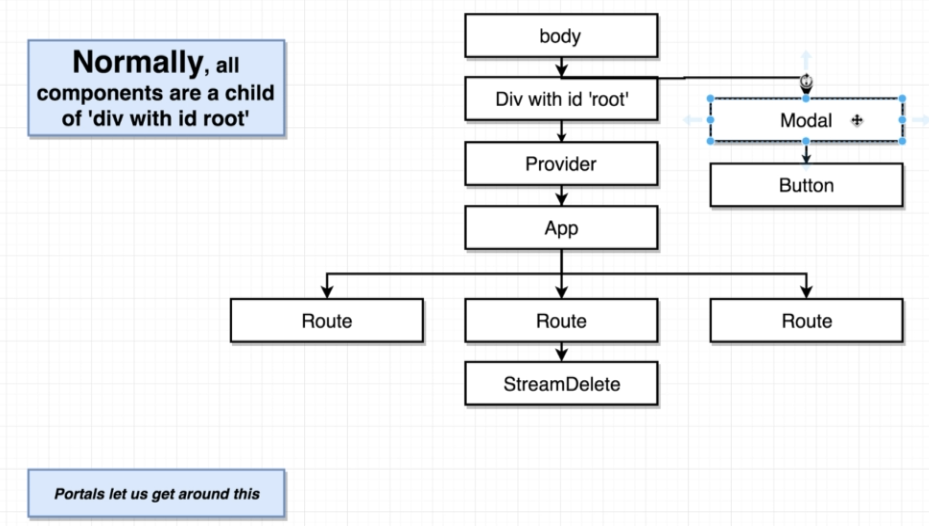 Normally, all
components are a child
of 'div with id root'
body
Div with id 'root'
Modal
Provider
Button
App
Route
Route
Route
StreamDelete
Portals let us get around this